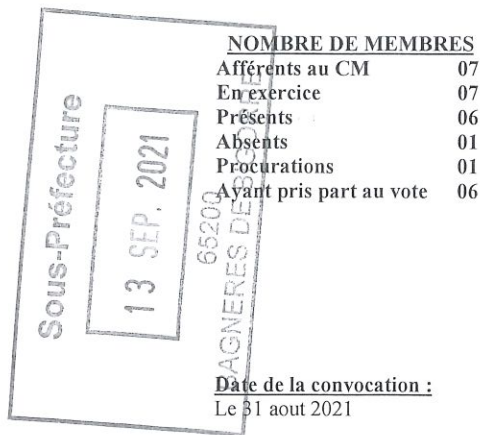 NOMBRE DE MEMBRES
Afférents au CM 07
En exercice 07
Présents 06
Absents 01
Procurations 01
Ayant pris part au vote 06
Date de la convocation :
Le 31 aout 2021
Sous-Préfecture
13 SEP. 2021
65200
BAGNERES DE BIGORRE